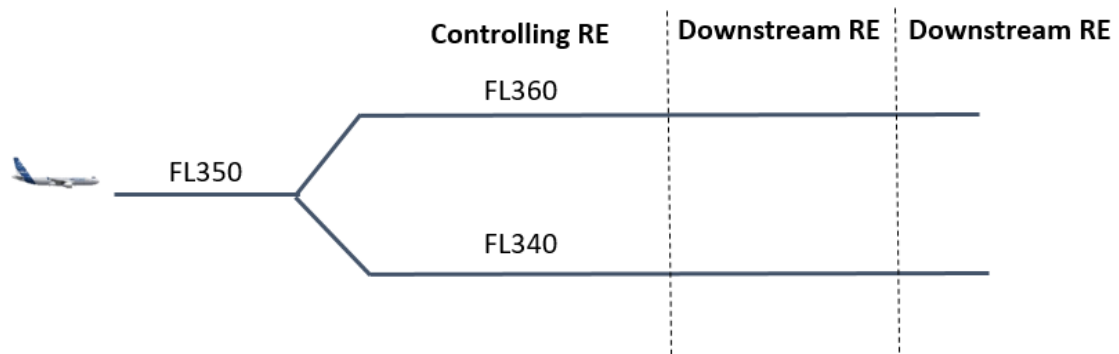 Controlling RE
Downstream RE
Downstream RE
FL360
FL350
FL340